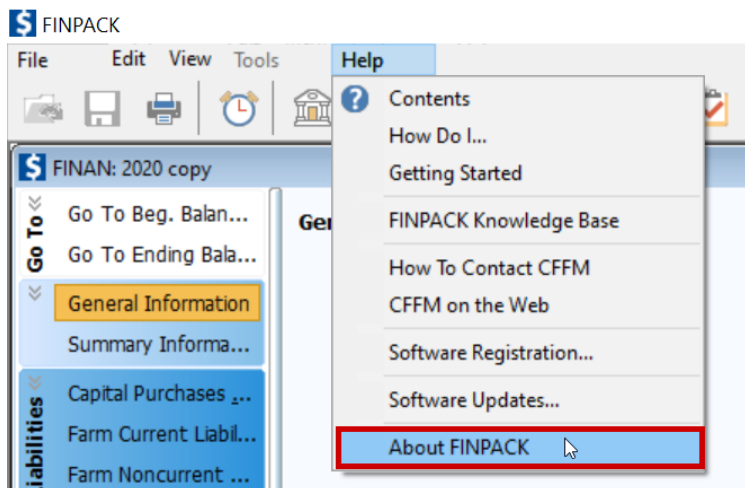 FINPACK
File Edit View Tools Help
Contents
How Do I...
Getting Started
FINPACK Knowledge Base
How To Contact CFFM
CFFM on the Web
Software Registration...
Software Updates...
About FINPACK
FINAN: 2020 copy
Go To
Go To Beg. Balan...
Go To Ending Bala...
General Information
Summary Informa...
Capital Purchases ...
Farm Current Liabil...
Farm Noncurrent ...